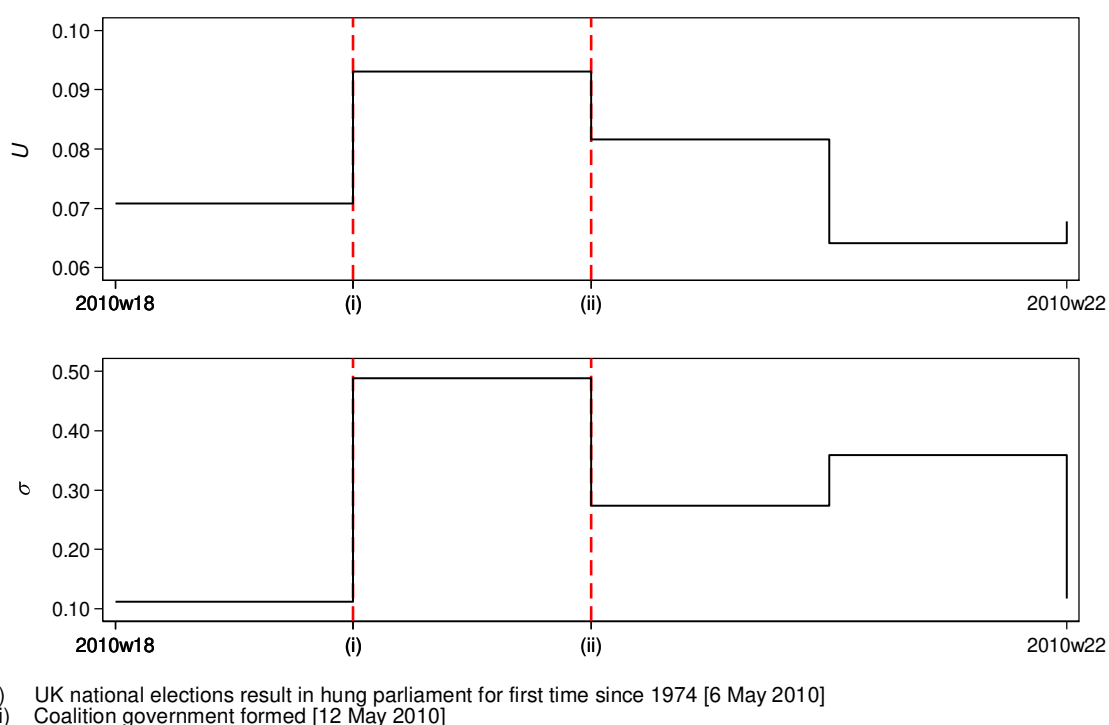 0.10
0.09
U
0.08
0.07
0.06
2010w18 (i) (ii) 2010w22
0.50
0.40
σ
0.30
0.20
0.10
2010w18 (i) (ii) 2010w22
) UK national elections result in hung parliament for first time since 1974 [6 May 2010]
i) Coalition government formed [12 May 2010]